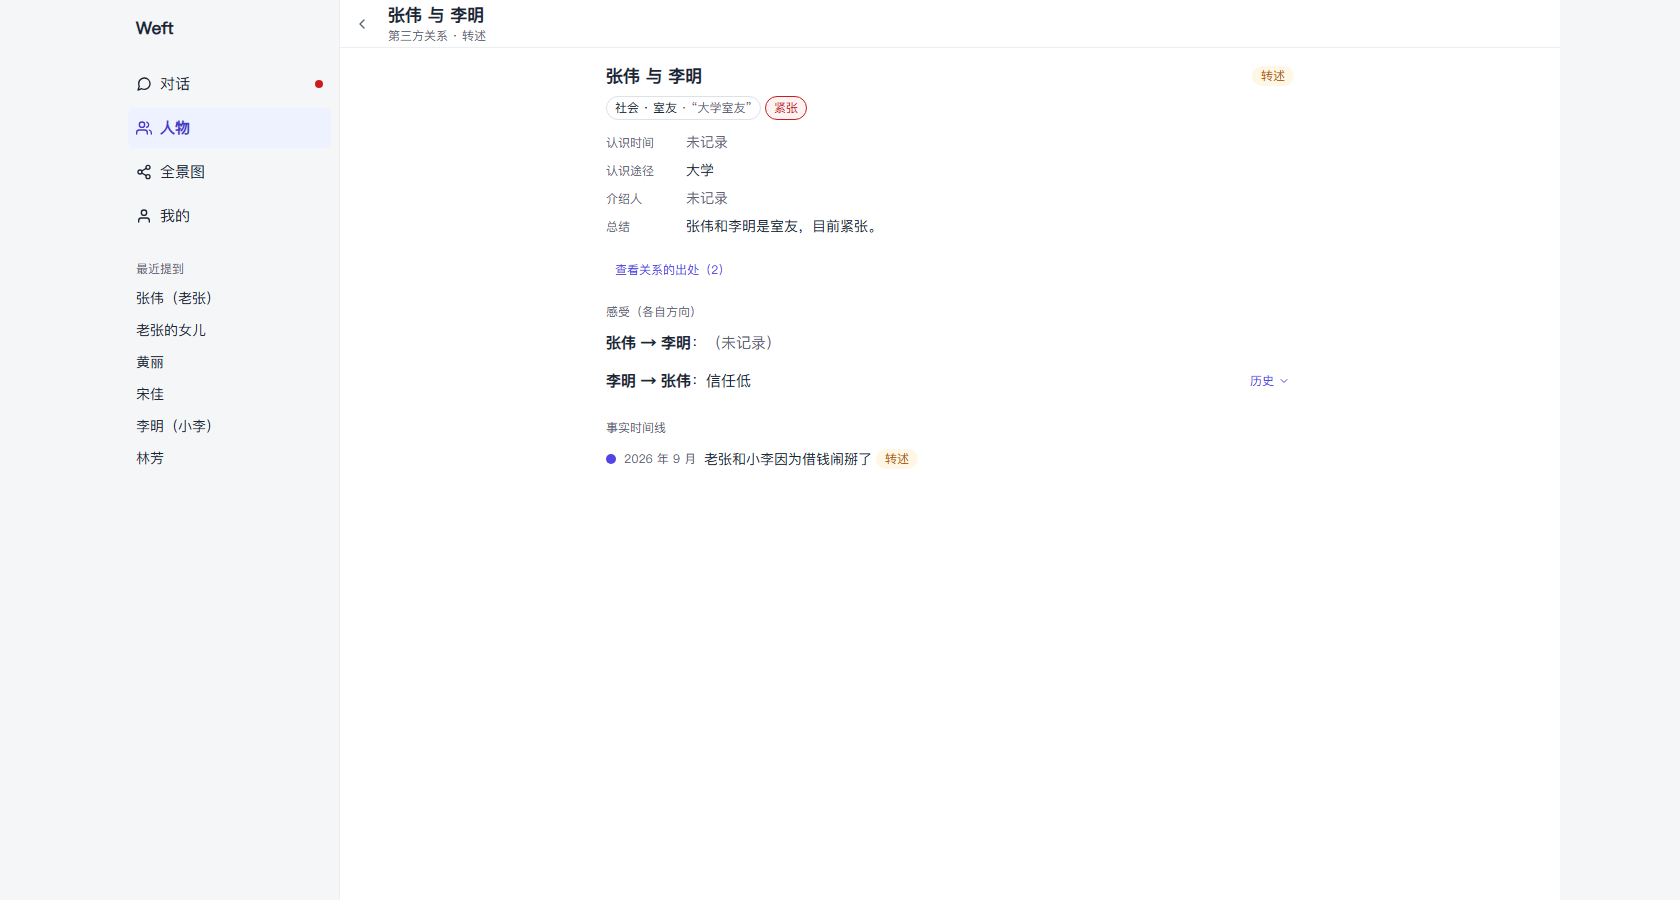 Weft
对话
人物
全景图
我的
最近提到
张伟（老张）
老张的女儿
黄丽
宋佳
李明（小李）
林芳
张伟 与 李明
第三方关系 · 转述
张伟 与 李明
转述
社会 · 室友 · “大学室友” 紧张
认识时间 未记录
认识途径 大学
介绍人 未记录
总结 张伟和李明是室友，目前紧张。
查看关系的出处（2）
感受（各自方向）
张伟 → 李明：（未记录）
李明 → 张伟：信任低 历史
事实时间线
2026 年 9 月 老张和小李因为借钱闹掰了 转述